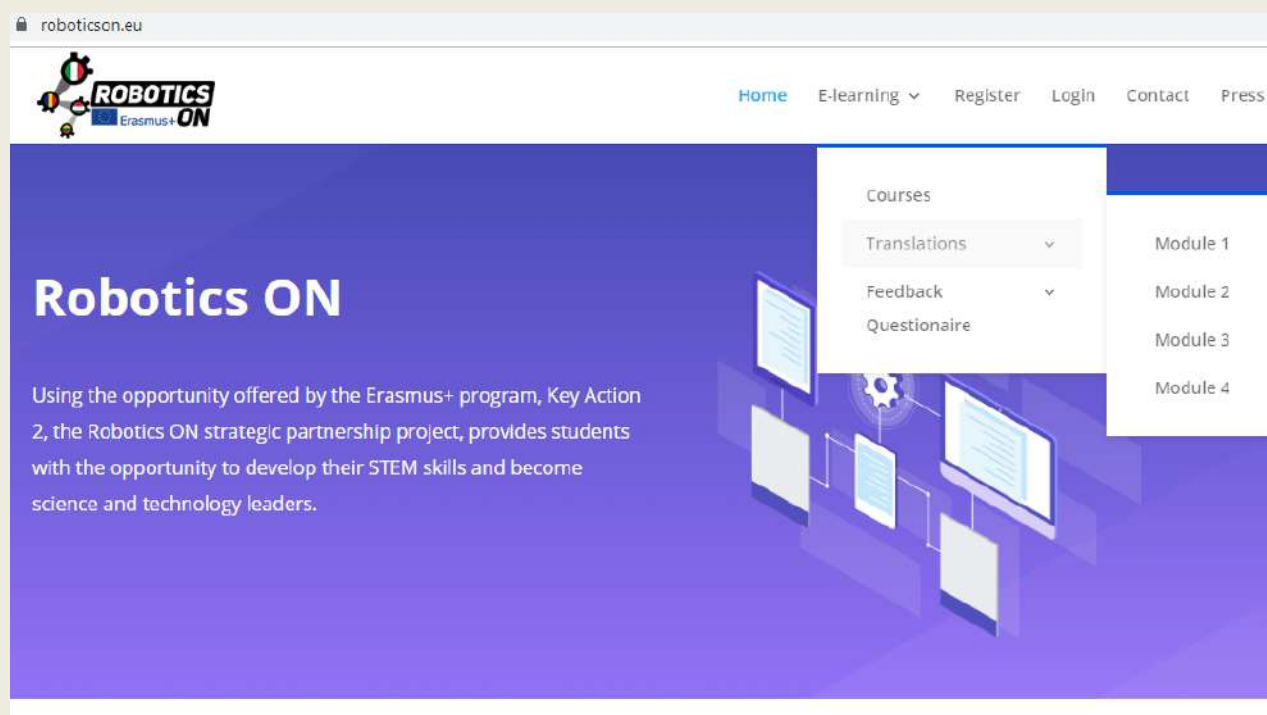 roboticson.eu
ROBOTICS
Erasmus+ ON
Home E-learning Register Login Contact Press
Courses
Translations
Feedback
Questionaire
Module 1
Module 2
Module 3
Module 4
Robotics ON
Using the opportunity offered by the Erasmus+ program, Key Action
2, the Robotics ON strategic partnership project, provides students
with the opportunity to develop their STEM skills and become
science and technology leaders.